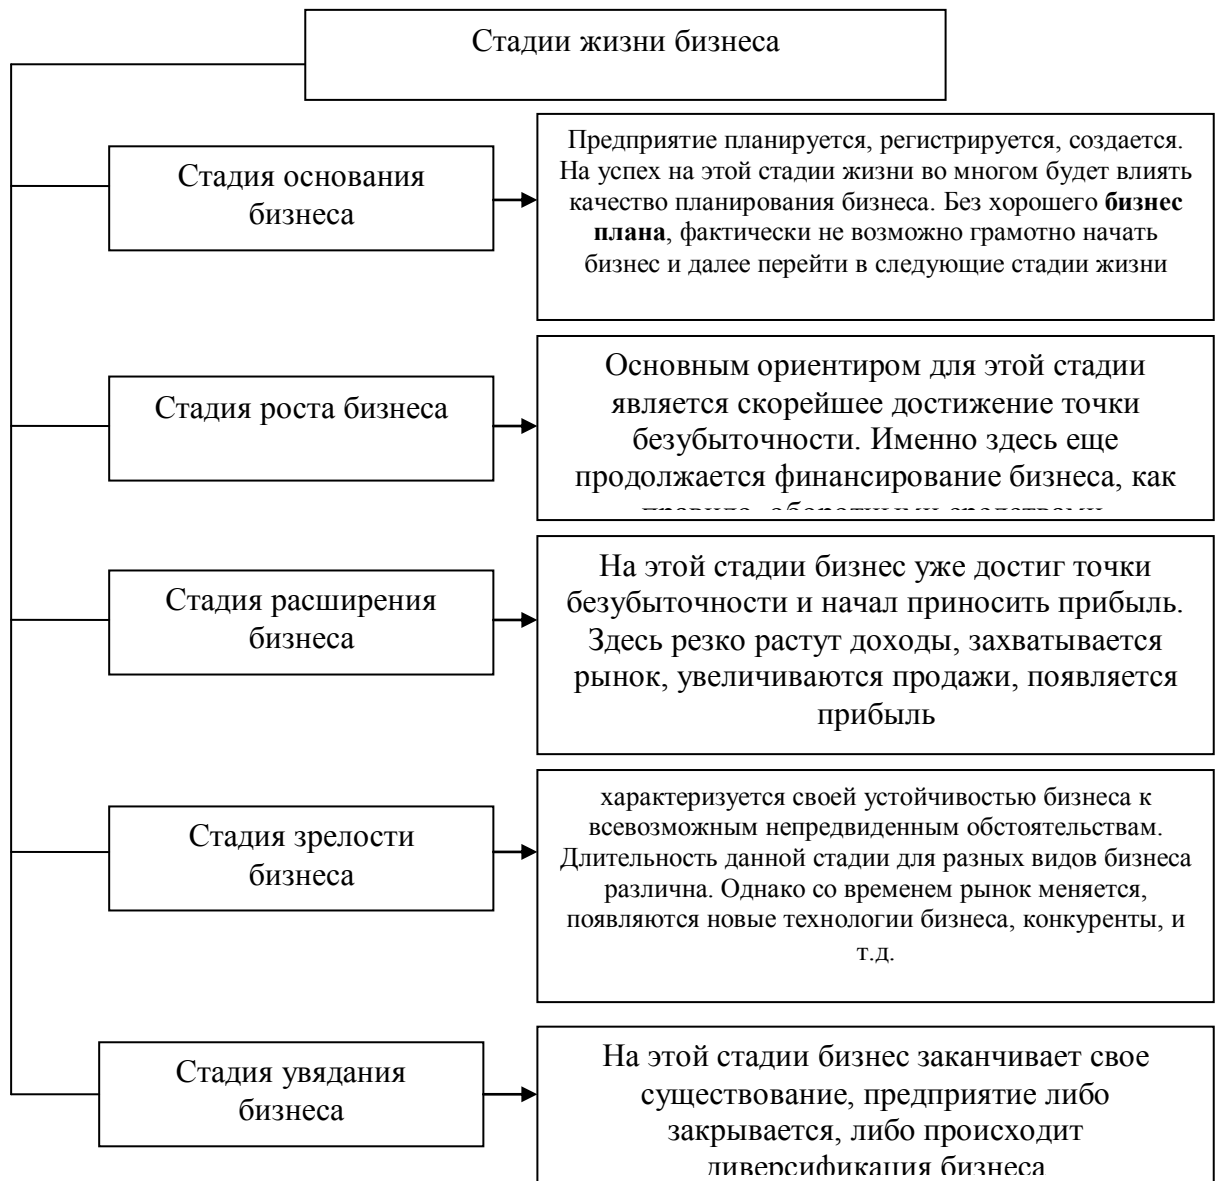 Стадии жизни бизнеса
Стадия основания
бизнеса
Предприятие планируется, регистрируется, создается.
На успех на этой стадии жизни во многом будет влиять
качество планирования бизнеса. Без хорошего бизнес
плана, фактически не возможно грамотно начать
бизнес и далее перейти в следующие стадии жизни
Стадия роста бизнеса
Основным ориентиром для этой стадии
является скорейшее достижение точки
безубыточности. Именно здесь еще
продолжается финансирование бизнеса, как
правило, оборотными средствами
Стадия расширения
бизнеса
На этой стадии бизнес уже достиг точки
безубыточности и начал приносить прибыль.
Здесь резко растут доходы, захватывается
рынок, увеличиваются продажи, появляется
прибыль
Стадия зрелости
бизнеса
характеризуется своей устойчивостью бизнеса к
всевозможным непредвиденным обстоятельствам.
Длительность данной стадии для разных видов бизнеса
различна. Однако со временем рынок меняется,
появляются новые технологии бизнеса, конкуренты, и
т.д.
Стадия увядания
бизнеса
На этой стадии бизнес заканчивает свое
существование, предприятие либо
закрывается, либо происходит
диверсификация бизнеса